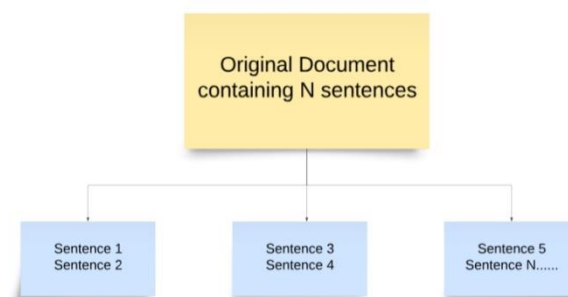 Original Document
containing N sentences
Sentence 1
Sentence 2
Sentence 3
Sentence 4
Sentence 5
Sentence N......